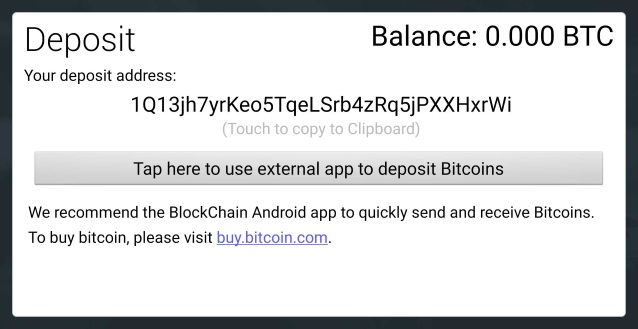 Deposit
Balance: 0.000 BTC
Your deposit address:
1Q13jh7yrKeo5TqeLSrb4zRq5jPXXHxrWi
(Touch to copy to Clipboard)
Tap here to use external app to deposit Bitcoins
We recommend the BlockChain Android app to quickly send and receive Bitcoins.
To buy bitcoin, please visit buy.bitcoin.com.